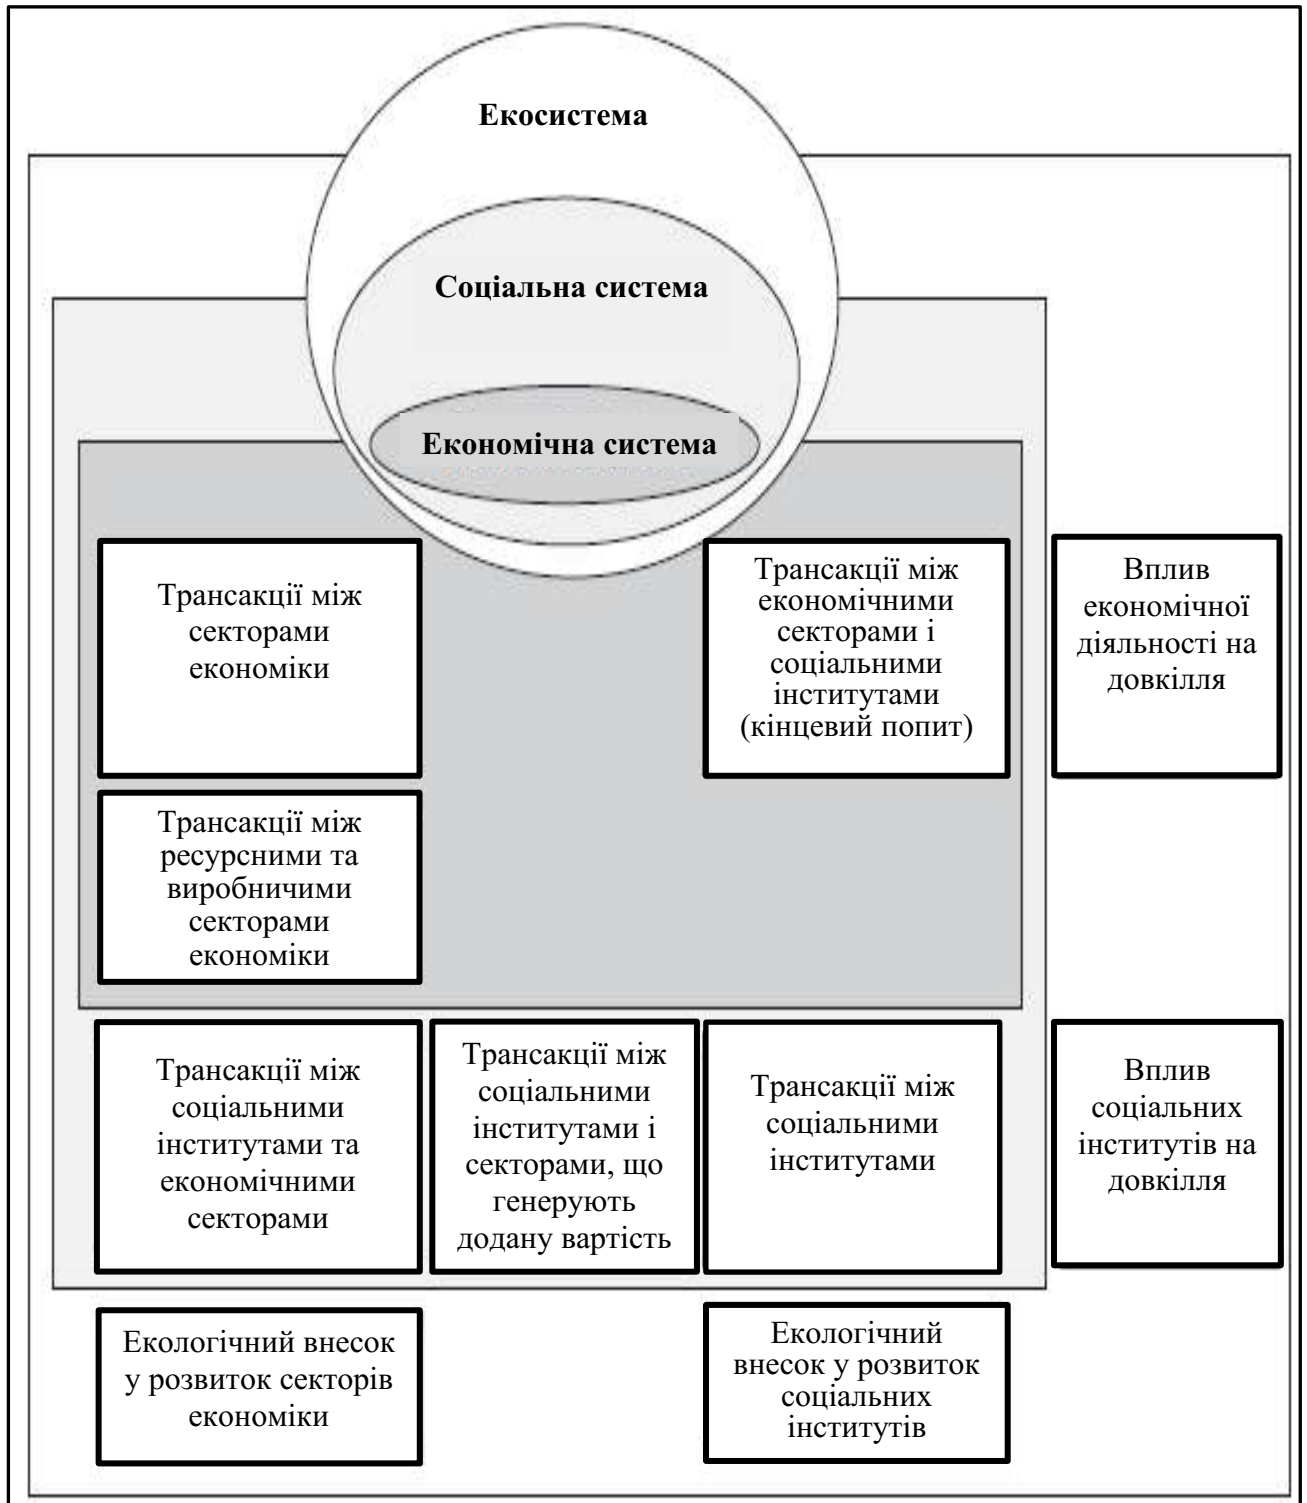 Екосистема
Соціальна система
Економічна система
Трансакції між
секторами
економіки
Трансакції між
економічними
секторами і
соціальними
інститутами
(кінцевий попит)
Вплив
економічної
діяльності на
довкілля
Трансакції між
ресурсними та
виробничими
секторами
економіки
Трансакції між
соціальними
інститутами та
економічними
секторами
Трансакції між
соціальними
інститутами і
секторами, що
генерують
додану вартість
Трансакції між
соціальними
інститутами
Вплив
соціальних
інститутів на
довкілля
Екологічний внесок
у розвиток секторів
економіки
Екологічний
внесок у розвиток
соціальних
інститутів